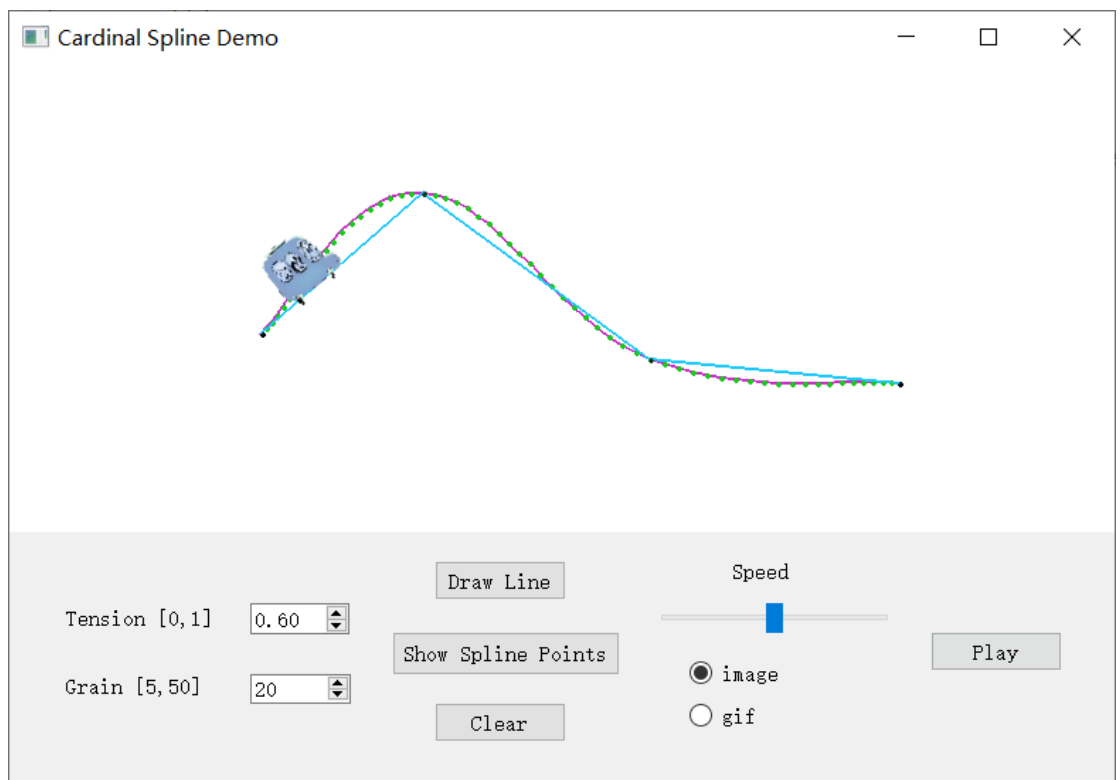 Cardinal Spline Demo
Tension [0,1]
0.60
Grain [5,50]
20
Draw Line
Show Spline Points
Clear
Speed
image
gif
Play